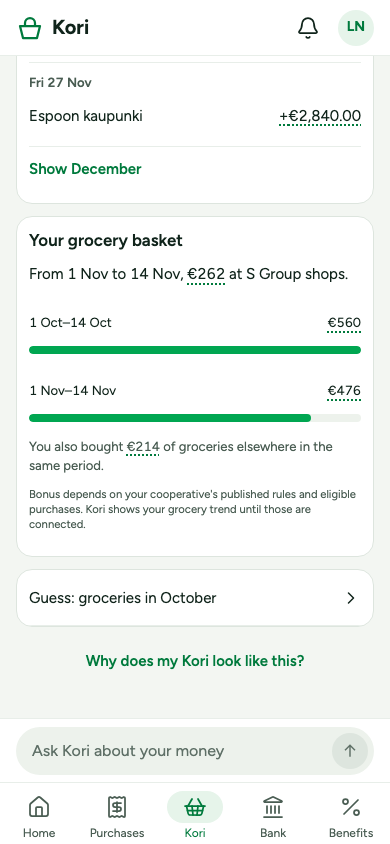 Kori
LN
Fri 27 Nov
Espoon kaupunki
+€2,840.00
Show December
Your grocery basket
From 1 Nov to 14 Nov, €262 at S Group shops.
1 Oct–14 Oct
€560
1 Nov–14 Nov
€476
You also bought €214 of groceries elsewhere in the
same period.
Bonus depends on your cooperative's published rules and eligible
purchases. Kori shows your grocery trend until those are
connected.
Guess: groceries in October
Why does my Kori look like this?
Ask Kori about your money
Home
Purchases
Kori
Bank
Benefits